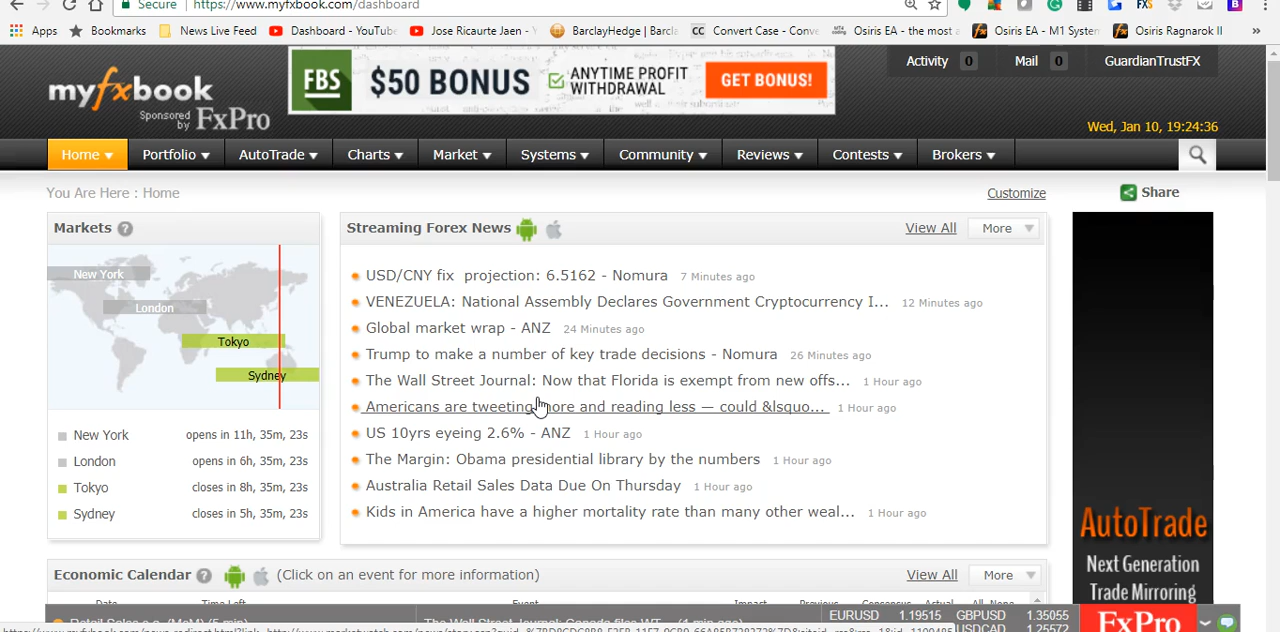 Secure https://www.myfxbook.com/dashboard
Apps Bookmarks News Live Feed Dashboard - YouTube Jose Ricaurte Jaen - BarclayHedge | Barcla CC Convert Case - Conve Osiris EA - the most a Osiris EA - M1 System Osiris Ragnarok II »
myfxbook
Sponsored by FxPro
FBS $50 BONUS ANYTIME PROFIT WITHDRAWAL GET BONUS!
Activity 0 Mail 0 GuardianTrustFX
Wed, Jan 10, 19:24:36
Home Portfolio AutoTrade Charts Market Systems Community Reviews Contests Brokers
You Are Here : Home
Customize
Share
Markets ?
New York
London
Tokyo
Sydney
New York opens in 11h, 35m, 23s
London opens in 6h, 35m, 23s
Tokyo closes in 8h, 35m, 23s
Sydney closes in 5h, 35m, 23s
Streaming Forex News View All More
USD/CNY fix projection: 6.5162 - Nomura 7 Minutes ago
VENEZUELA: National Assembly Declares Government Cryptocurrency I... 12 Minutes ago
Global market wrap - ANZ 24 Minutes ago
Trump to make a number of key trade decisions - Nomura 26 Minutes ago
The Wall Street Journal: Now that Florida is exempt from new offs... 1 Hour ago
Americans are tweeting more and reading less — could &lsquo... 1 Hour ago
US 10yrs eyeing 2.6% - ANZ 1 Hour ago
The Margin: Obama presidential library by the numbers 1 Hour ago
Australia Retail Sales Data Due On Thursday 1 Hour ago
Kids in America have a higher mortality rate than many other weal... 1 Hour ago
AutoTrade
Next Generation
Trade Mirroring
Economic Calendar ? (Click on an event for more information) View All More
Date Time Left Event Impact Previous Consensus Actual All None
EURUSD 1.19515 GBPUSD 1.35055
USDCAD 1.25572
FxPro